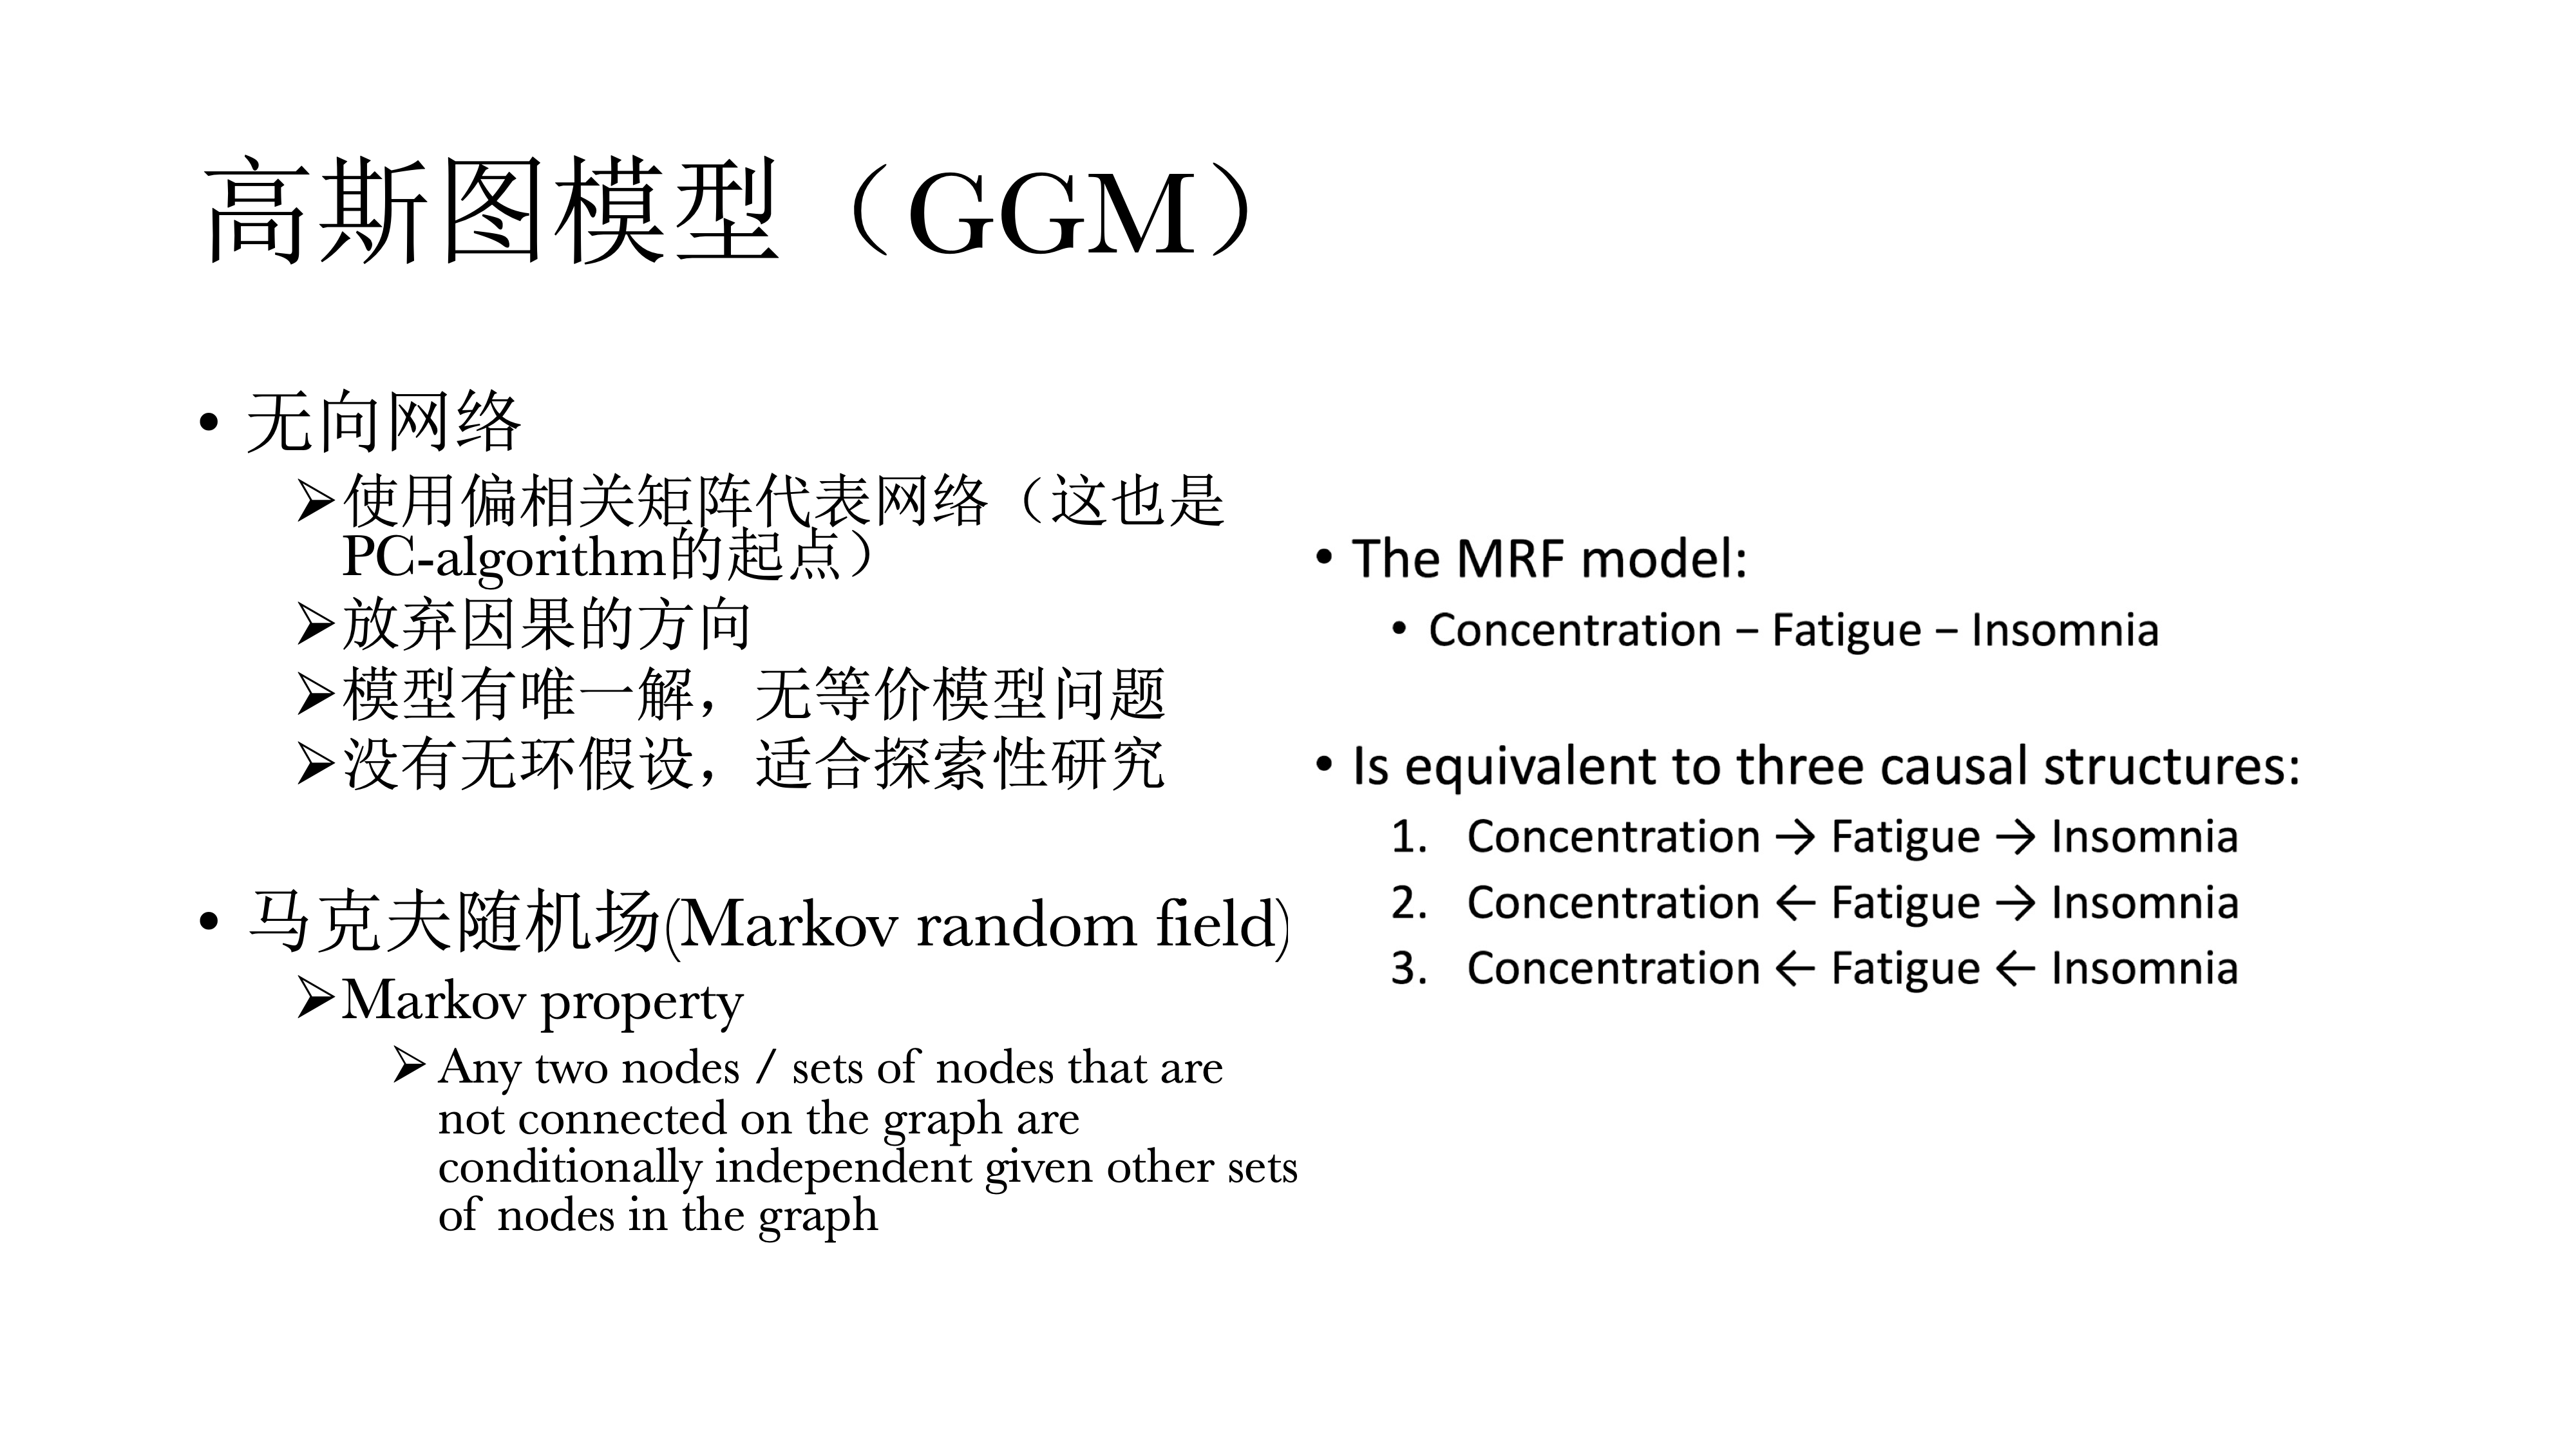 高斯图模型（GGM）
• 无向网络
➢使用偏相关矩阵代表网络（这也是
PC-algorithm的起点）
➢放弃因果的方向
➢模型有唯一解，无等价模型问题
➢没有无环假设，适合探索性研究
• 马克夫随机场(Markov random field)
➢Markov property
➢Any two nodes / sets of nodes that are
not connected on the graph are
conditionally independent given other sets
of nodes in the graph
• The MRF model:
• Concentration – Fatigue – Insomnia
• Is equivalent to three causal structures:
1. Concentration → Fatigue → Insomnia
2. Concentration ← Fatigue → Insomnia
3. Concentration ← Fatigue ← Insomnia